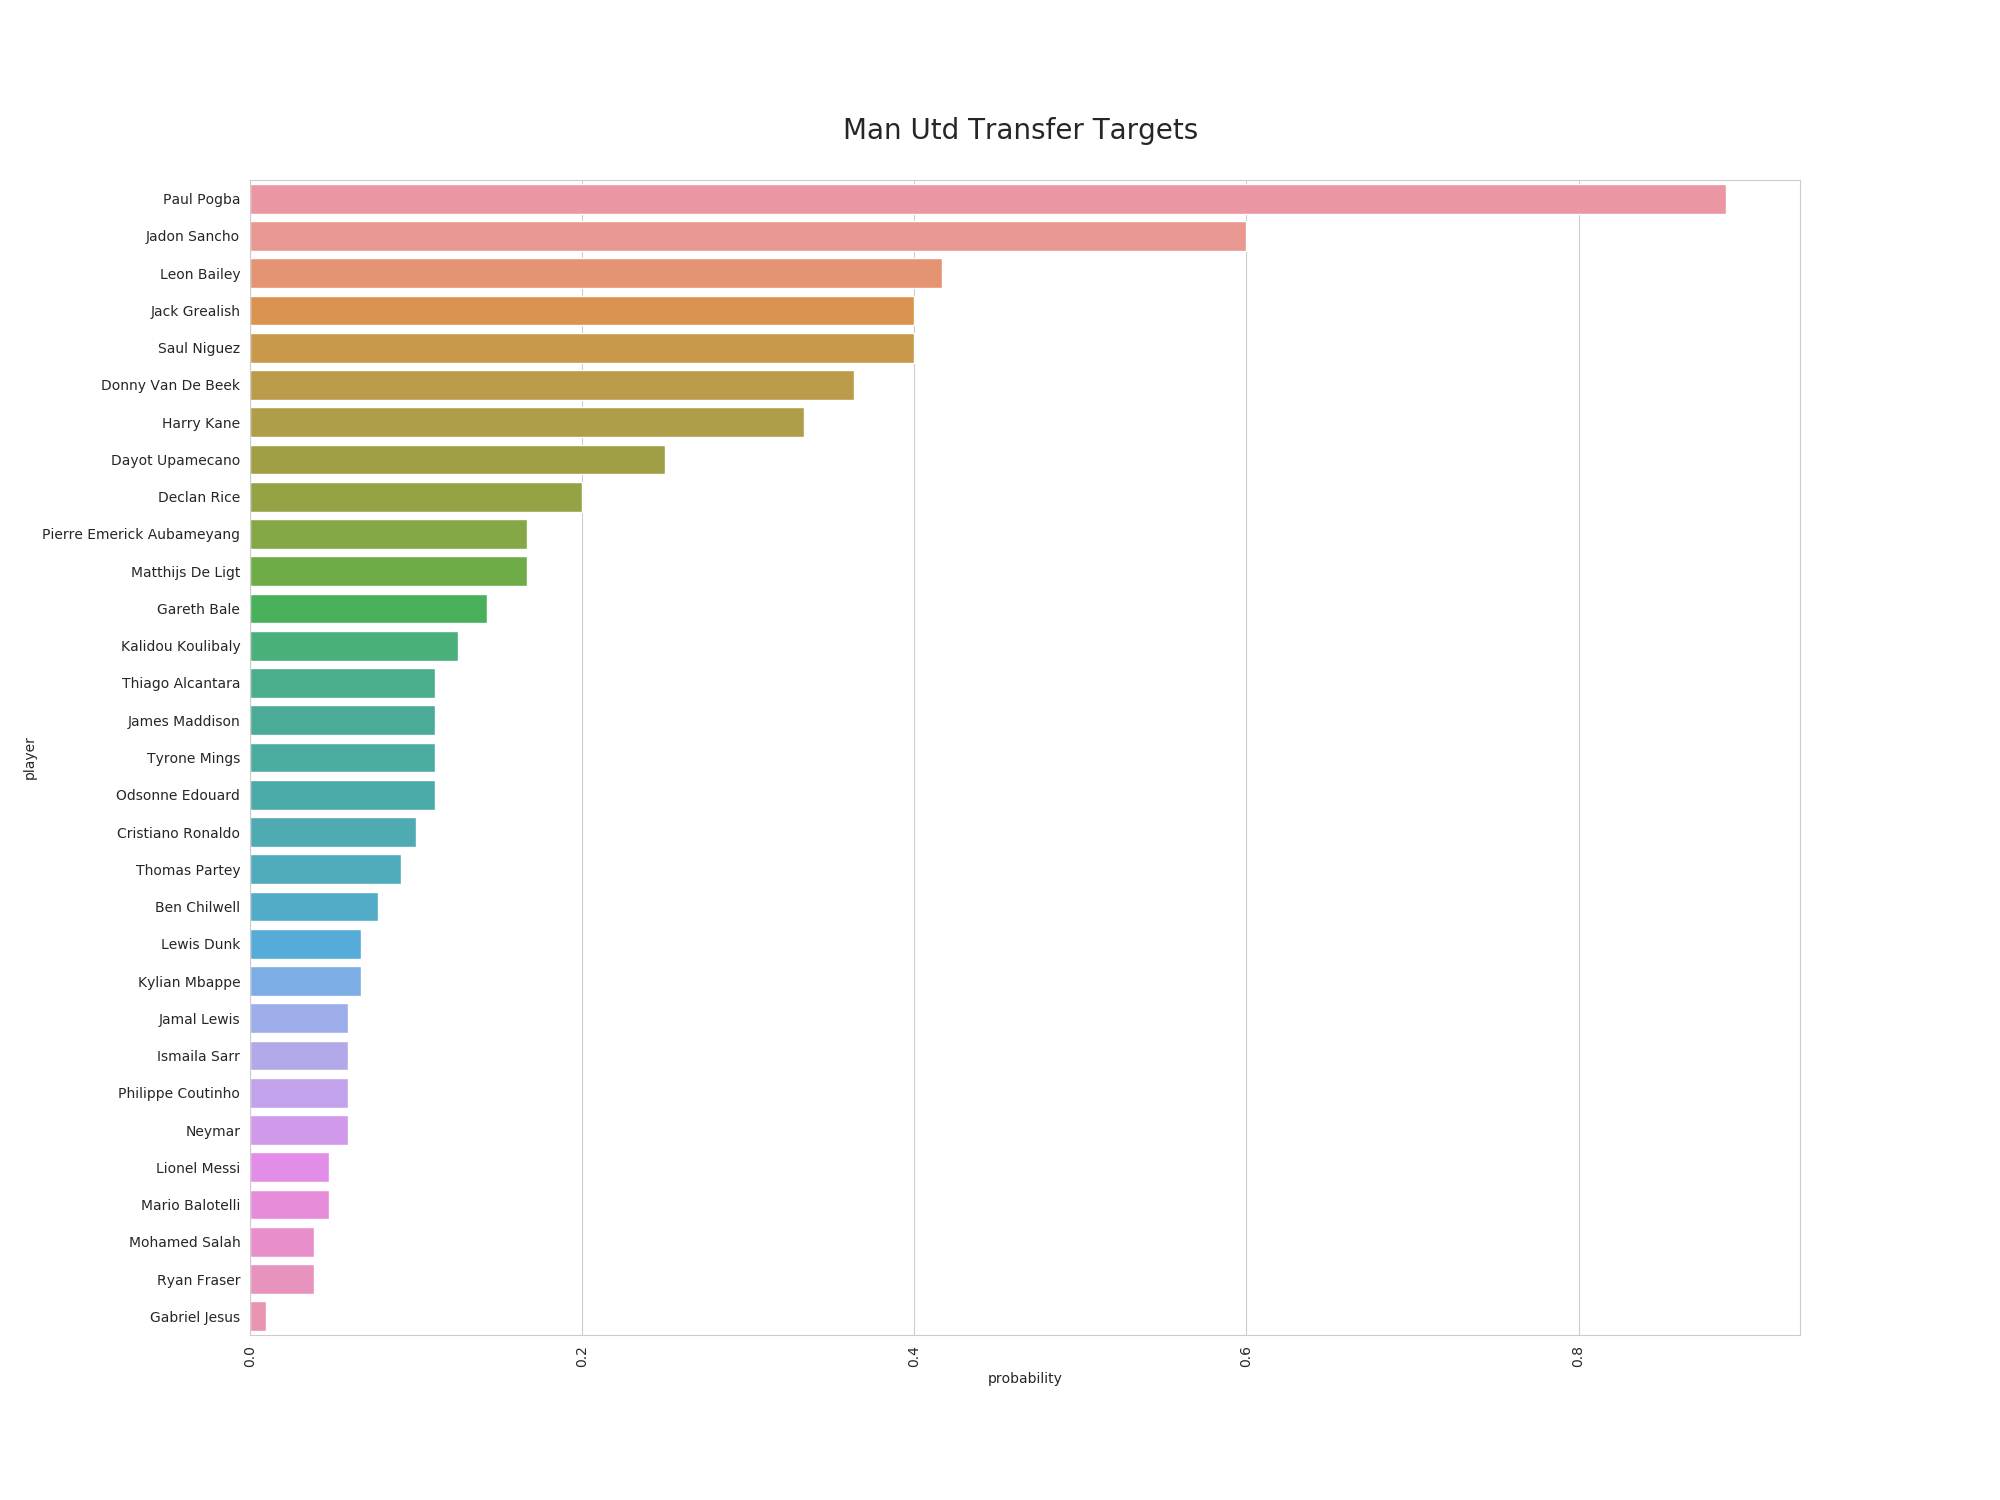 Man Utd Transfer Targets
Paul Pogba
Jadon Sancho
Leon Bailey
Jack Grealish
Saul Niguez
Donny Van De Beek
Harry Kane
Dayot Upamecano
Declan Rice
Pierre Emerick Aubameyang
Matthijs De Ligt
Gareth Bale
Kalidou Koulibaly
Thiago Alcantara
James Maddison
Tyrone Mings
Odsonne Edouard
Cristiano Ronaldo
Thomas Partey
Ben Chilwell
Lewis Dunk
Kylian Mbappe
Jamal Lewis
Ismaila Sarr
Philippe Coutinho
Neymar
Lionel Messi
Mario Balotelli
Mohamed Salah
Ryan Fraser
Gabriel Jesus
player
0.0
0.2
0.4
0.6
0.8
probability